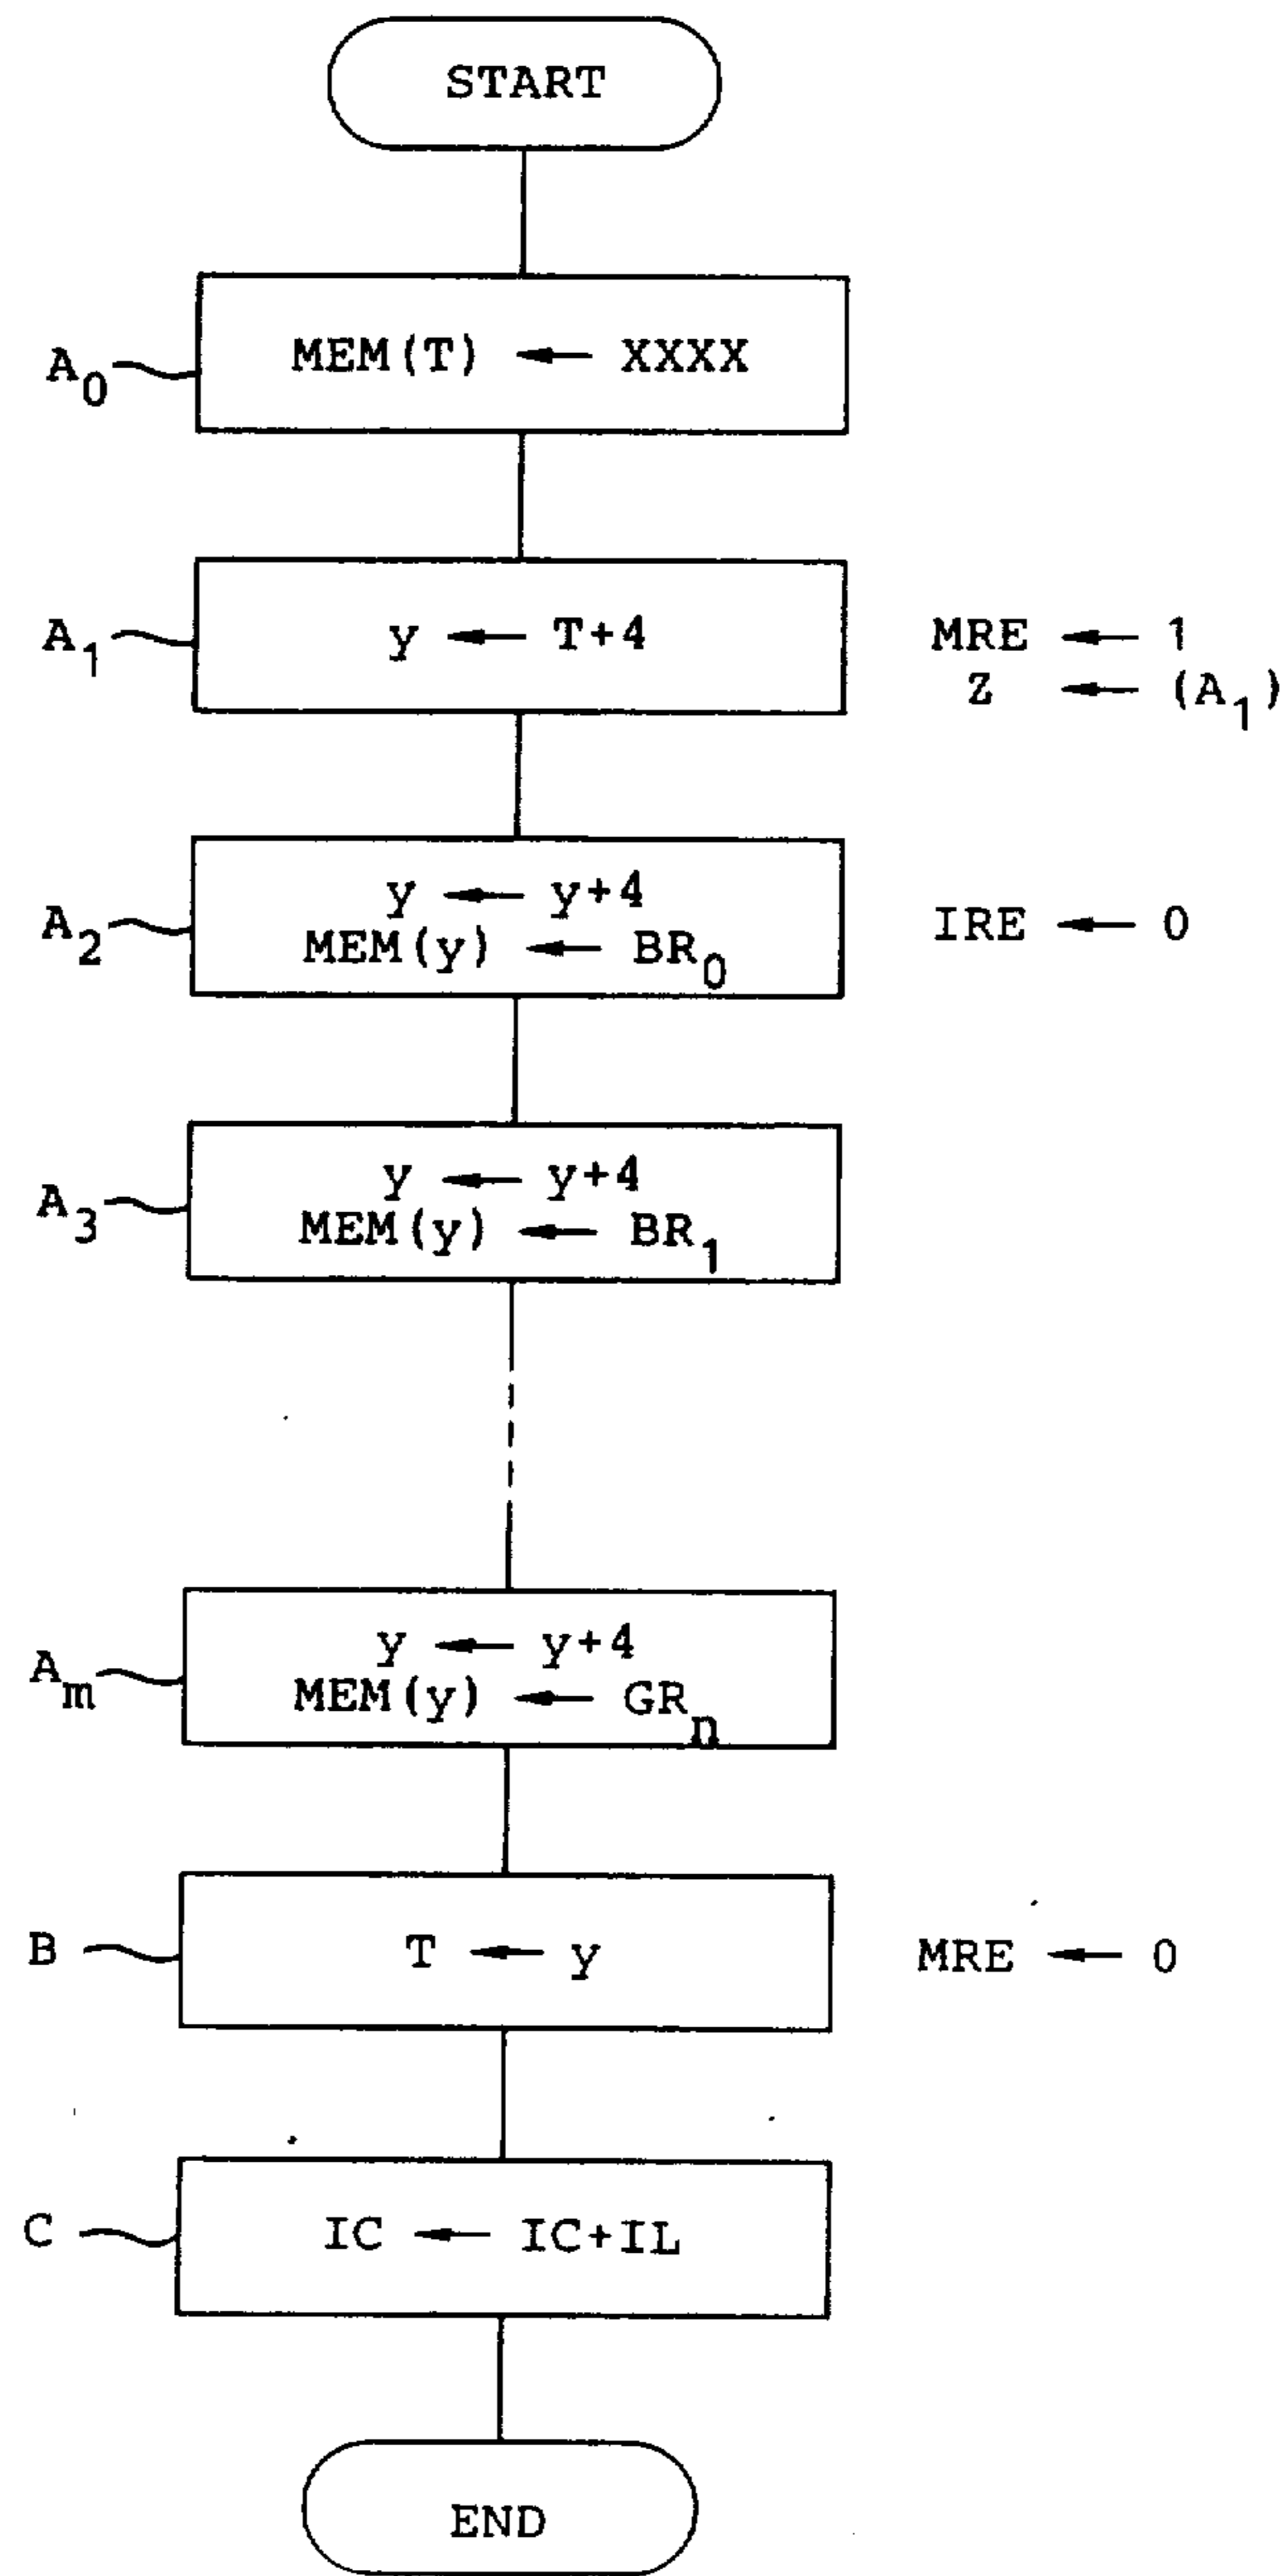 START
A₀ MEM(T) ← XXXX
A₁ y ← T+4 MRE ← 1
Z ← (A₁)
A₂ y ← y+4 IRE ← 0
MEM(y) ← BR₀
A₃ y ← y+4
MEM(y) ← BR₁
Aₘ y ← y+4
MEM(y) ← GRₙ
B T ← y MRE ← 0
C IC ← IC+IL
END